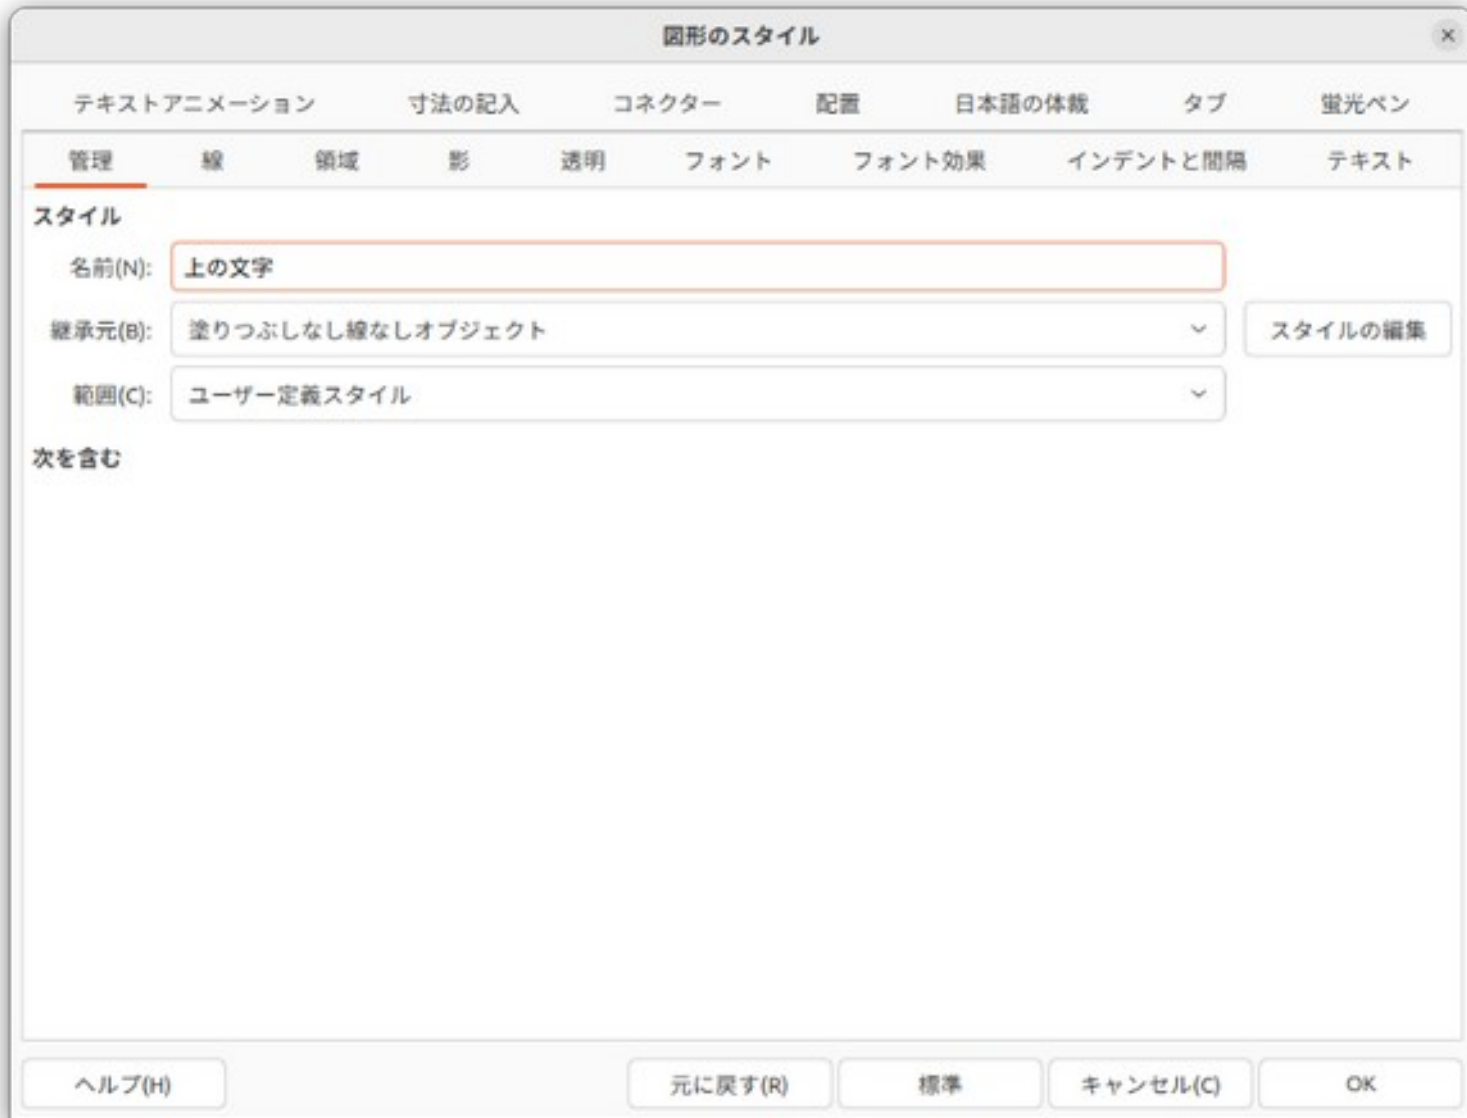 図形のスタイル
テキストアニメーション 寸法の記入 コネクター 配置 日本語の体裁 タブ 蛍光ペン
管理 線 領域 影 透明 フォント フォント効果 インデントと間隔 テキスト
スタイル
名前(N): 上の文字
継承元(B): 塗りつぶしなし線なしオブジェクト スタイルの編集
範囲(C): ユーザー定義スタイル
次を含む
ヘルプ(H) 元に戻す(R) 標準 キャンセル(C) OK